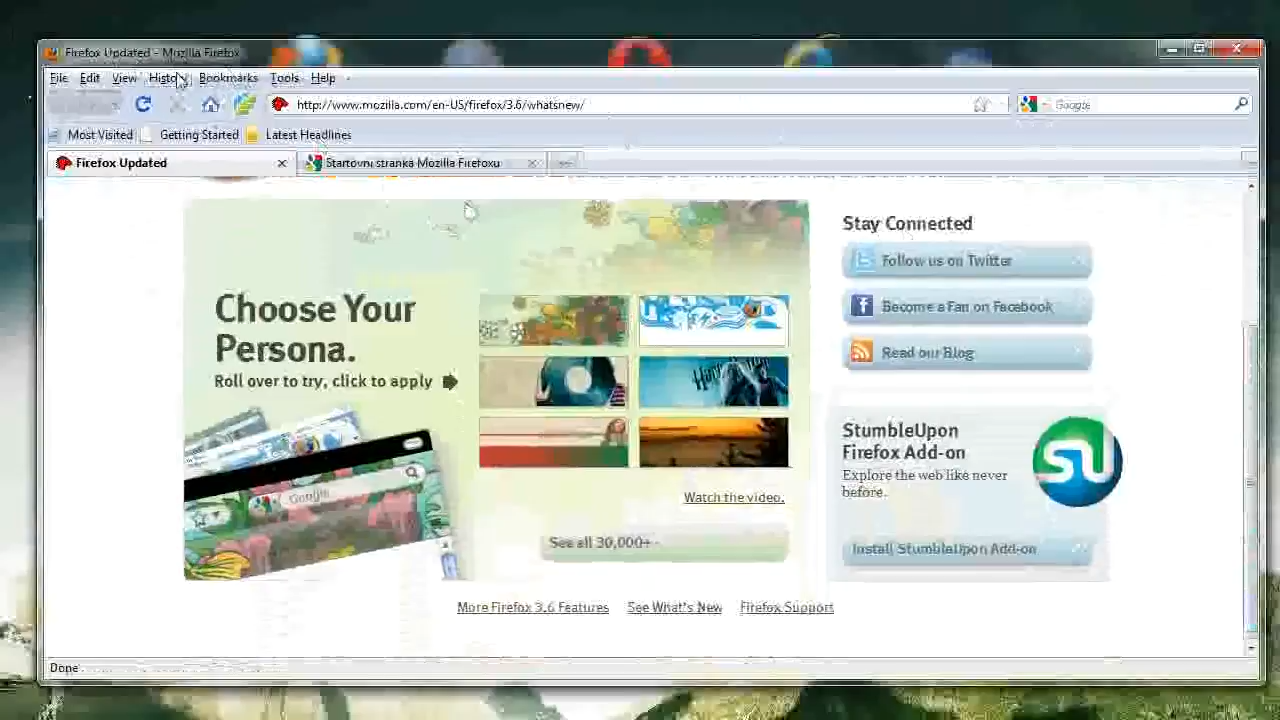 Firefox Updated - Mozilla Firefox
File Edit View History Bookmarks Tools Help
http://www.mozilla.com/en-US/firefox/3.6/whatsnew/
Google
Most Visited Getting Started Latest Headlines
Firefox Updated
Startovní stránka Mozilla Firefoxu
Choose Your
Persona.
Roll over to try, click to apply
Google
Watch the video.
See all 30,000+
Stay Connected
Follow us on Twitter
Become a Fan on Facebook
Read our Blog
StumbleUpon
Firefox Add-on
Explore the web like never
before.
SU
Install StumbleUpon Add-on
More Firefox 3.6 Features See What's New Firefox Support
Done